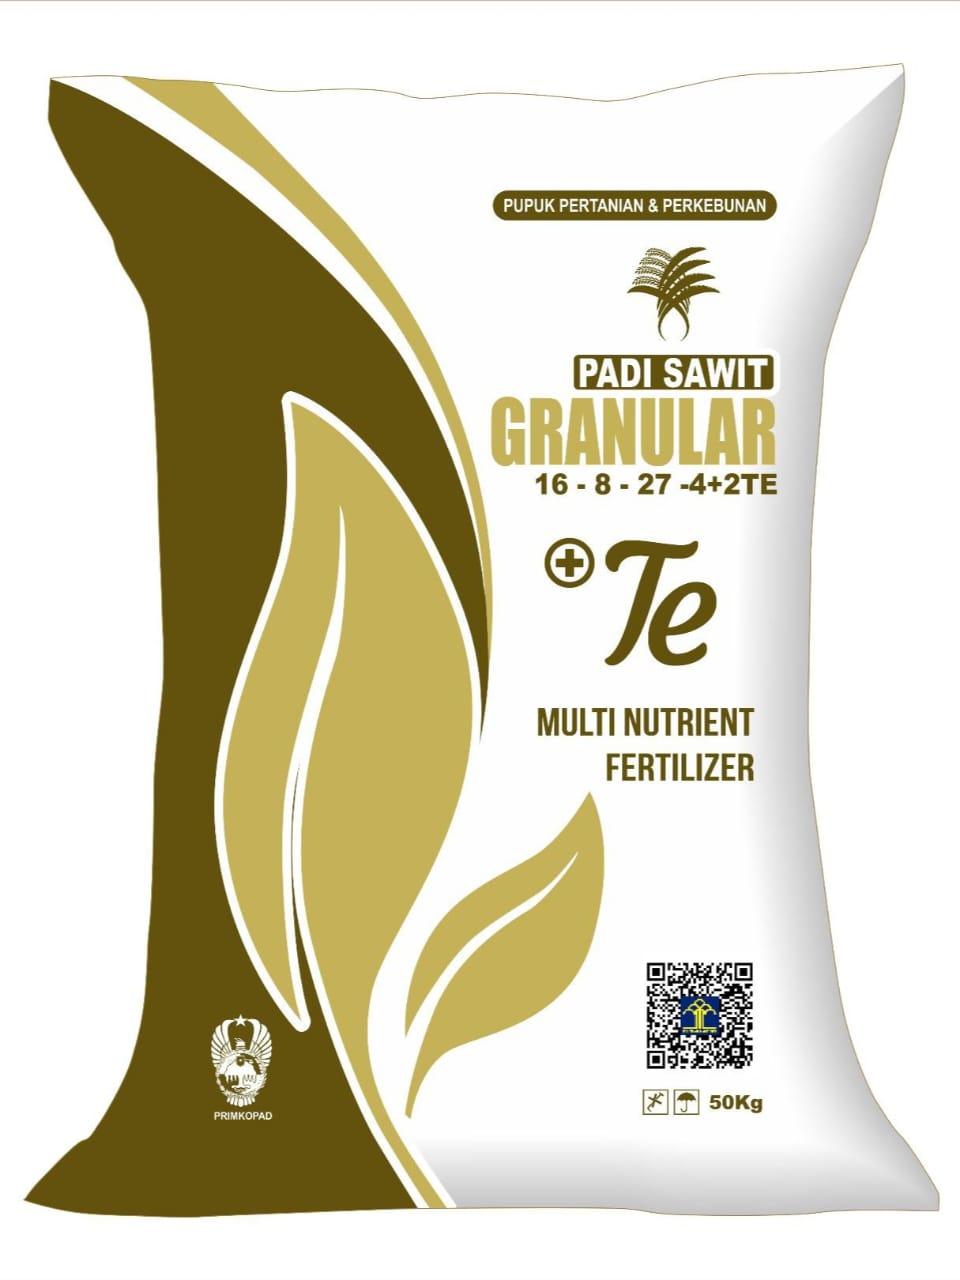 PUPUK PERTANIAN & PERKEBUNAN
PADI SAWIT
GRANULAR
16 - 8 - 27 -4+2TE
+ Te
MULTI NUTRIENT
FERTILIZER
50Kg
PRIMKOPAD